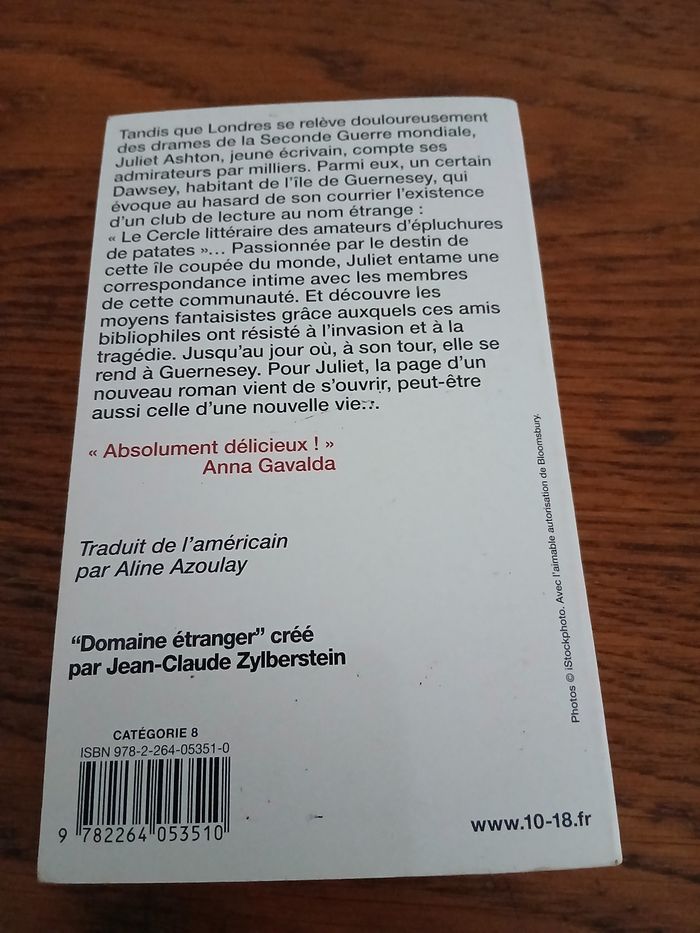 Tandis que Londres se relève douloureusement
des drames de la Seconde Guerre mondiale,
Juliet Ashton, jeune écrivain, compte ses
admirateurs par milliers. Parmi eux, un certain
Dawsey, habitant de l'île de Guernesey, qui
évoque au hasard de son courrier l'existence
d'un club de lecture au nom étrange :
« Le Cercle littéraire des amateurs d'épluchures
de patates »... Passionnée par le destin de
cette île coupée du monde, Juliet entame une
correspondance intime avec les membres
de cette communauté. Et découvre les
moyens fantaisistes grâce auxquels ces amis
bibliophiles ont résisté à l'invasion et à la
tragédie. Jusqu'au jour où, à son tour, elle se
rend à Guernesey. Pour Juliet, la page d'un
nouveau roman vient de s'ouvrir, peut-être
aussi celle d'une nouvelle vie...
« Absolument délicieux ! »
Anna Gavalda
Traduit de l'américain
par Aline Azoulay
“Domaine étranger” créé
par Jean-Claude Zylberstein
CATÉGORIE 8
ISBN 978-2-264-05351-0
9 782264 053510
www.10-18.fr
Photos © iStockphoto. Avec l'aimable autorisation de Bloomsbury.